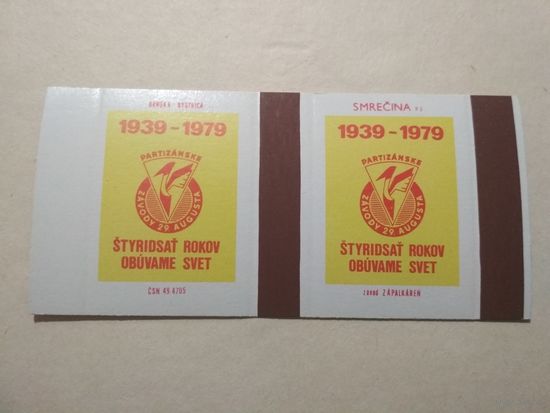 BANSKÁ BYSTRICA
1939-1979
PARTIZÁNSKE
ZÁVODY 29. AUGUSTA
ŠTYRIDSAŤ ROKOV
OBÚVAME SVET
ČSN 49 4705
SMREČINA n.p.
1939-1979
PARTIZÁNSKE
ZÁVODY 29. AUGUSTA
ŠTYRIDSAŤ ROKOV
OBÚVAME SVET
závod ZÁPALKÁREŇ